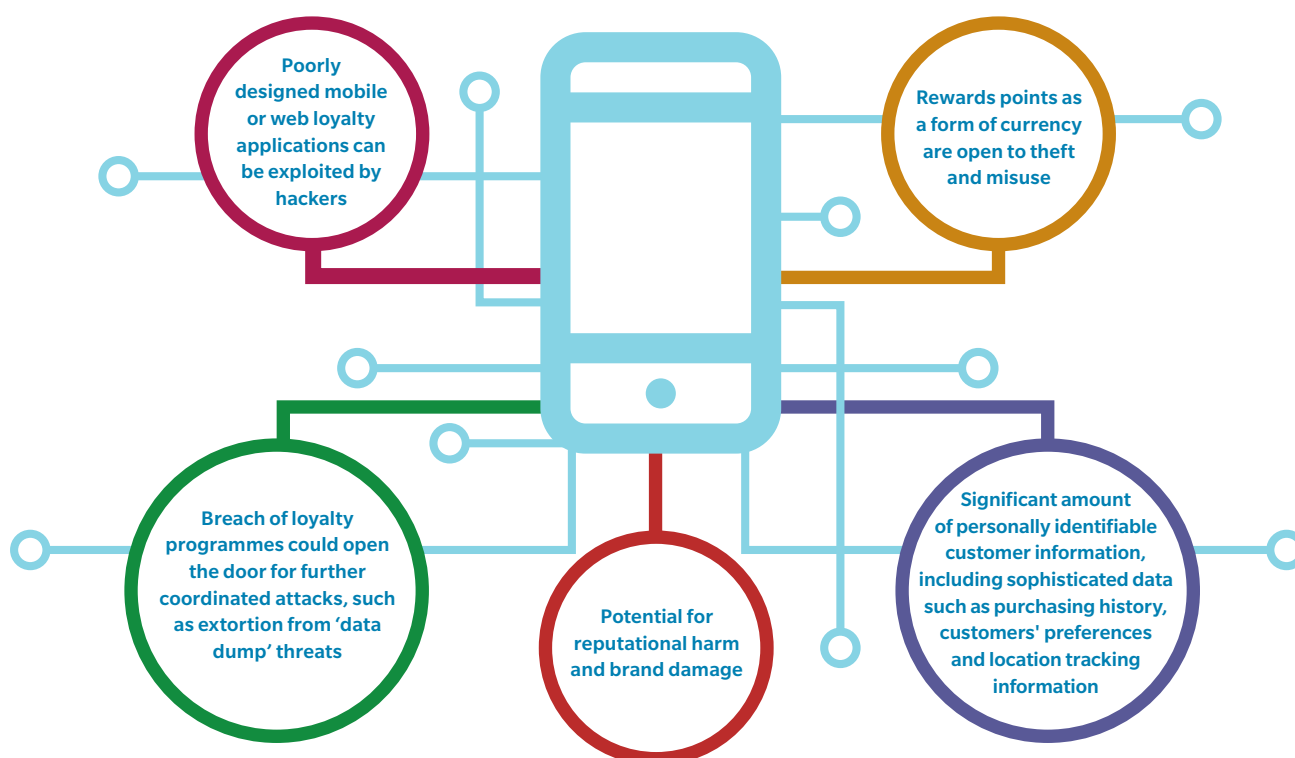 Poorly
designed mobile
or web loyalty
applications can
be exploited by
hackers
Rewards points as
a form of currency
are open to theft
and misuse
Breach of loyalty
programmes could open
the door for further
coordinated attacks, such
as extortion from ‘data
dump’ threats
Potential for
reputational harm
and brand damage
Significant amount
of personally identifiable
customer information,
including sophisticated data
such as purchasing history,
customers' preferences
and location tracking
information